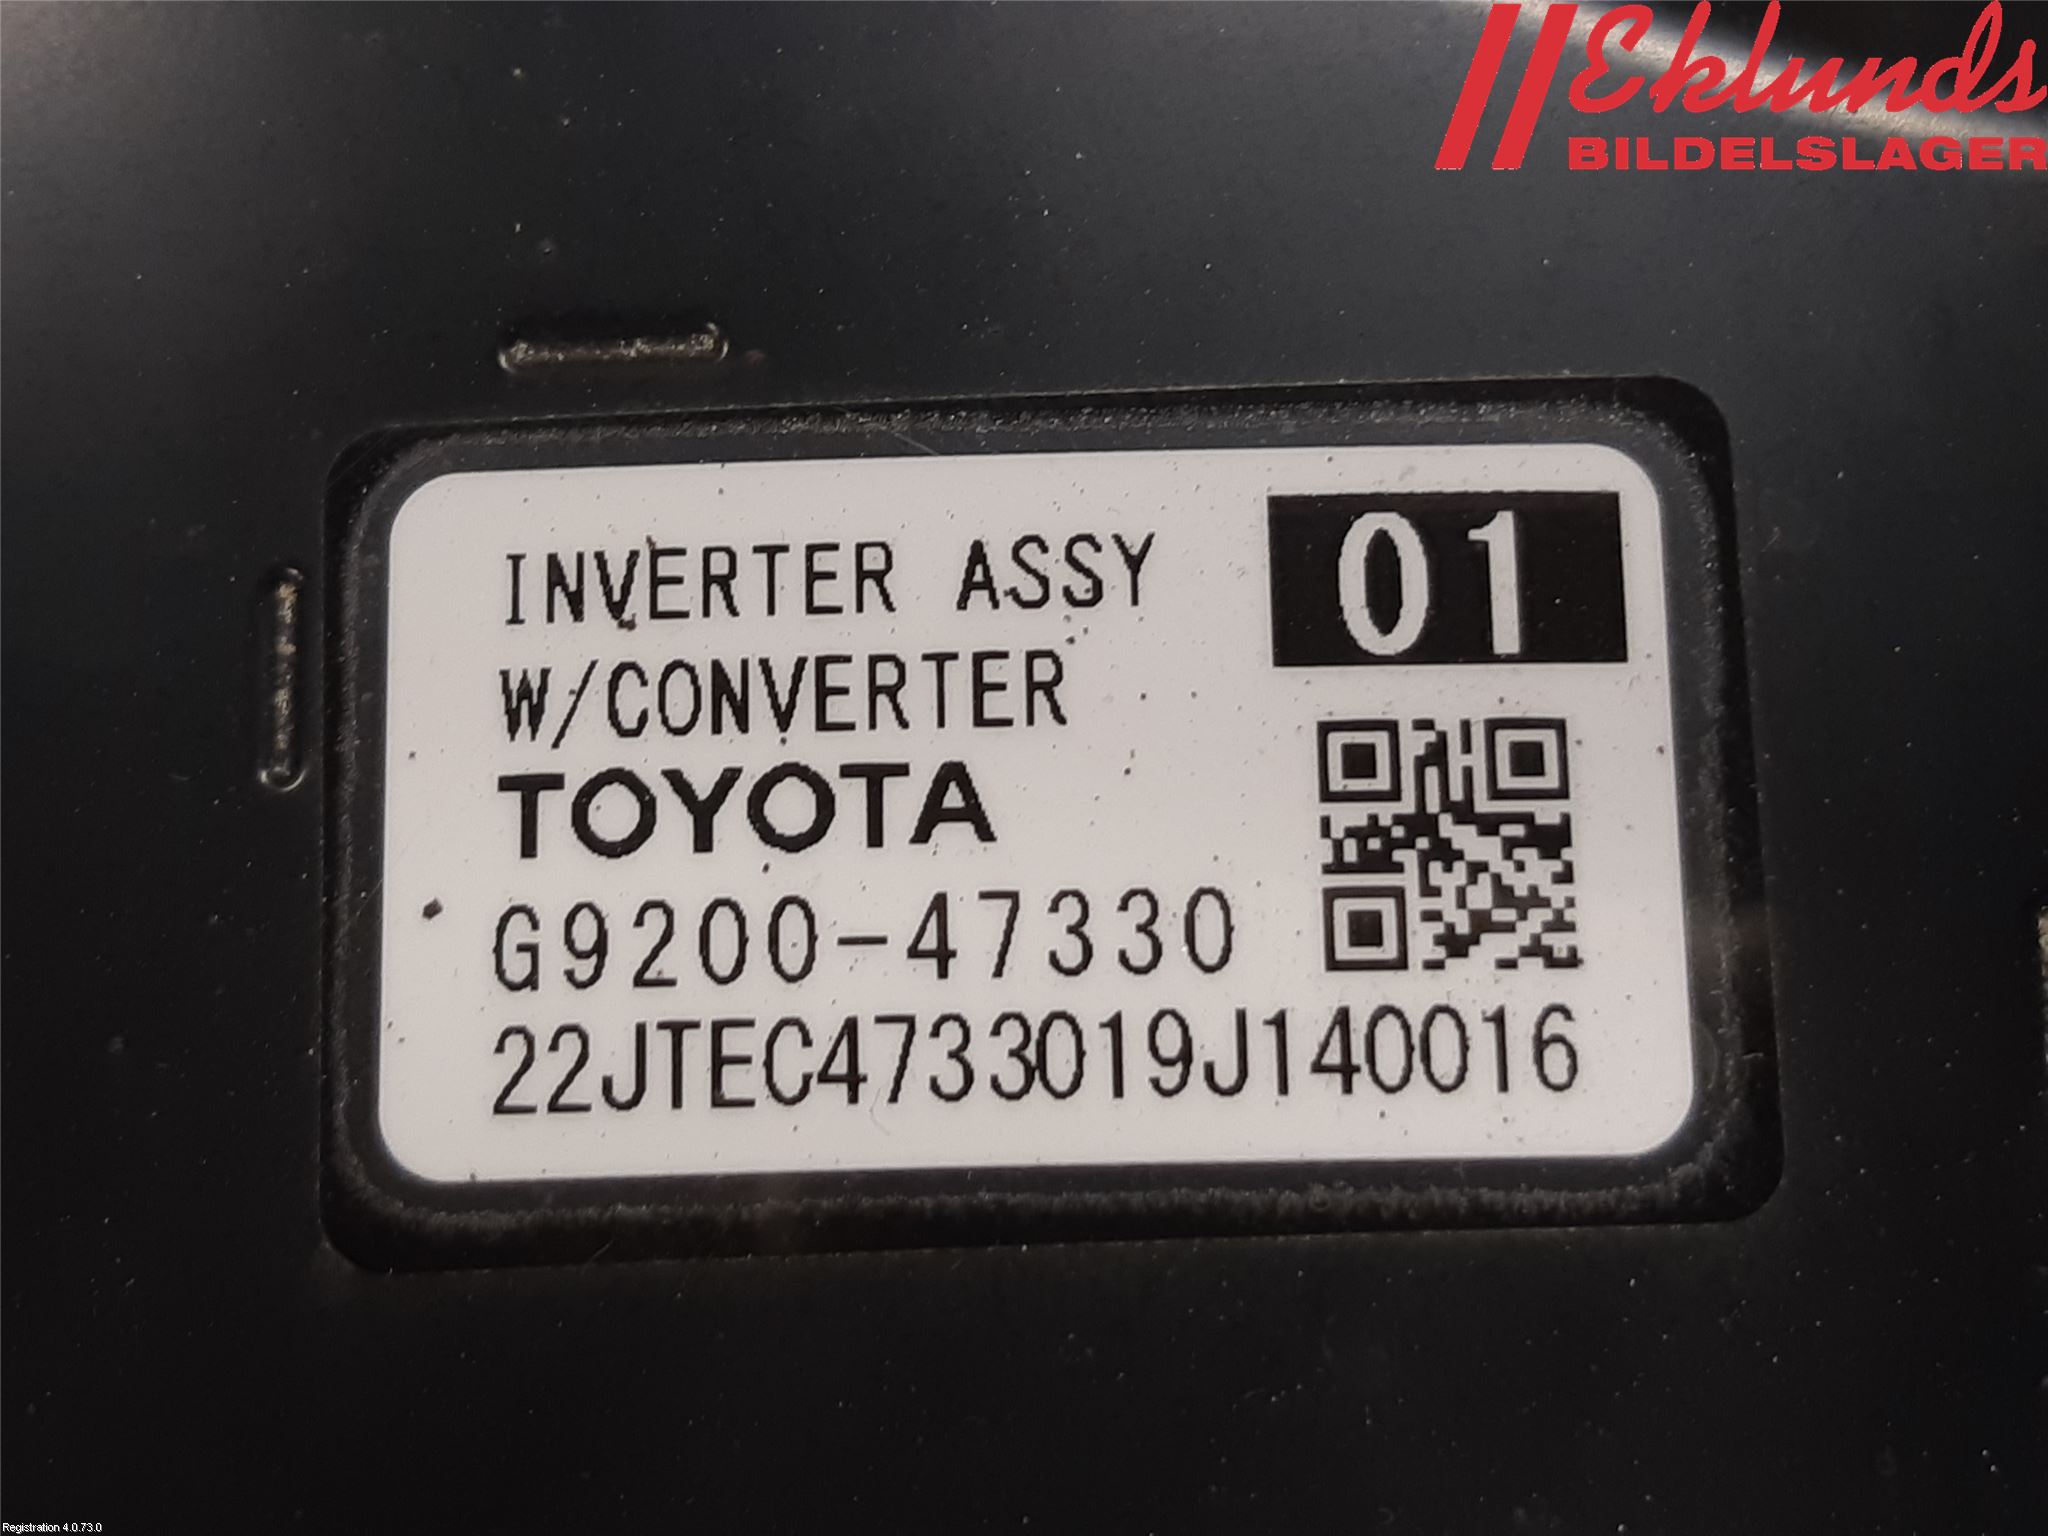 Eklunds
BILDELSLAGER
INVERTER ASSY 01
W/CONVERTER
TOYOTA
G9200-47330
22JTEC4733019J140016
Registration 4.0.73.0